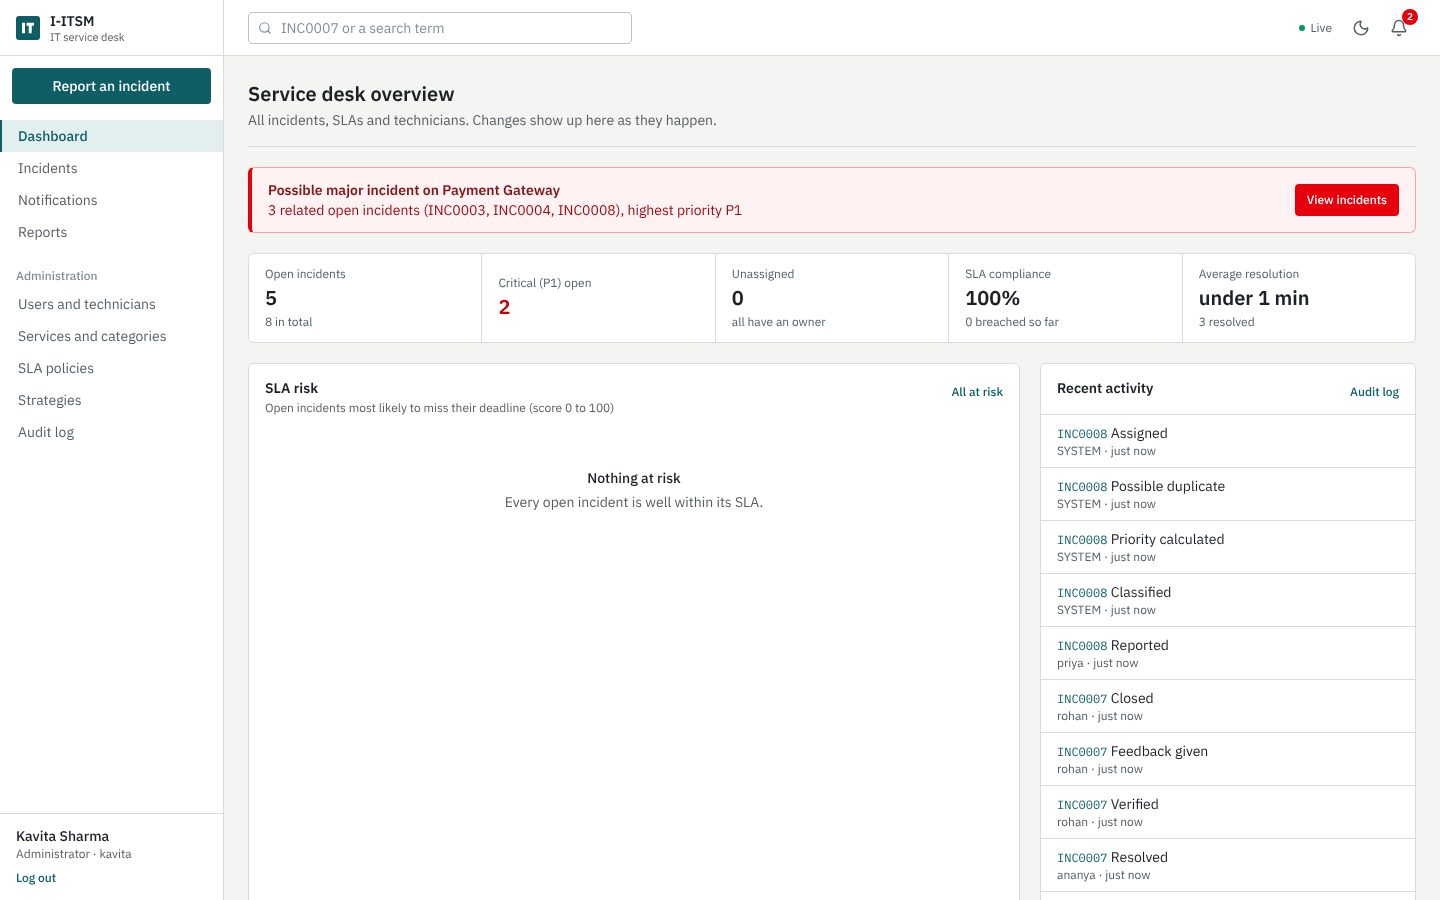 IT
I-ITSM
IT service desk
INC0007 or a search term
Live
2
Report an incident
Dashboard
Incidents
Notifications
Reports
Administration
Users and technicians
Services and categories
SLA policies
Strategies
Audit log
Kavita Sharma
Administrator · kavita
Log out
Service desk overview
All incidents, SLAs and technicians. Changes show up here as they happen.
Possible major incident on Payment Gateway
3 related open incidents (INC0003, INC0004, INC0008), highest priority P1
View incidents
Open incidents
5
8 in total
Critical (P1) open
2
Unassigned
0
all have an owner
SLA compliance
100%
0 breached so far
Average resolution
under 1 min
3 resolved
SLA risk
Open incidents most likely to miss their deadline (score 0 to 100)
All at risk
Nothing at risk
Every open incident is well within its SLA.
Recent activity
Audit log
INC0008 Assigned
SYSTEM · just now
INC0008 Possible duplicate
SYSTEM · just now
INC0008 Priority calculated
SYSTEM · just now
INC0008 Classified
SYSTEM · just now
INC0008 Reported
priya · just now
INC0007 Closed
rohan · just now
INC0007 Feedback given
rohan · just now
INC0007 Verified
rohan · just now
INC0007 Resolved
ananya · just now